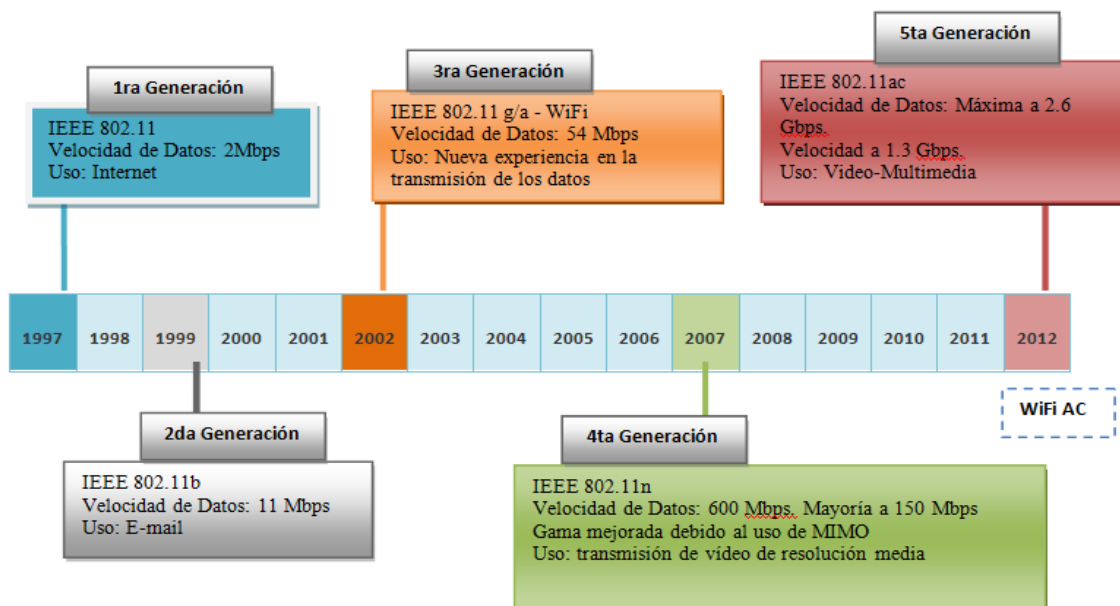 1ra Generación
IEEE 802.11
Velocidad de Datos: 2Mbps
Uso: Internet
3ra Generación
IEEE 802.11 g/a - WiFi
Velocidad de Datos: 54 Mbps
Uso: Nueva experiencia en la
transmisión de los datos
5ta Generación
IEEE 802.11ac
Velocidad de Datos: Máxima a 2.6
Gbps.
Velocidad a 1.3 Gbps.
Uso: Video-Multimedia
1997 1998 1999 2000 2001 2002 2003 2004 2005 2006 2007 2008 2009 2010 2011 2012
WiFi AC
2da Generación
IEEE 802.11b
Velocidad de Datos: 11 Mbps
Uso: E-mail
4ta Generación
IEEE 802.11n
Velocidad de Datos: 600 Mbps. Mayoría a 150 Mbps
Gama mejorada debido al uso de MIMO
Uso: transmisión de vídeo de resolución media